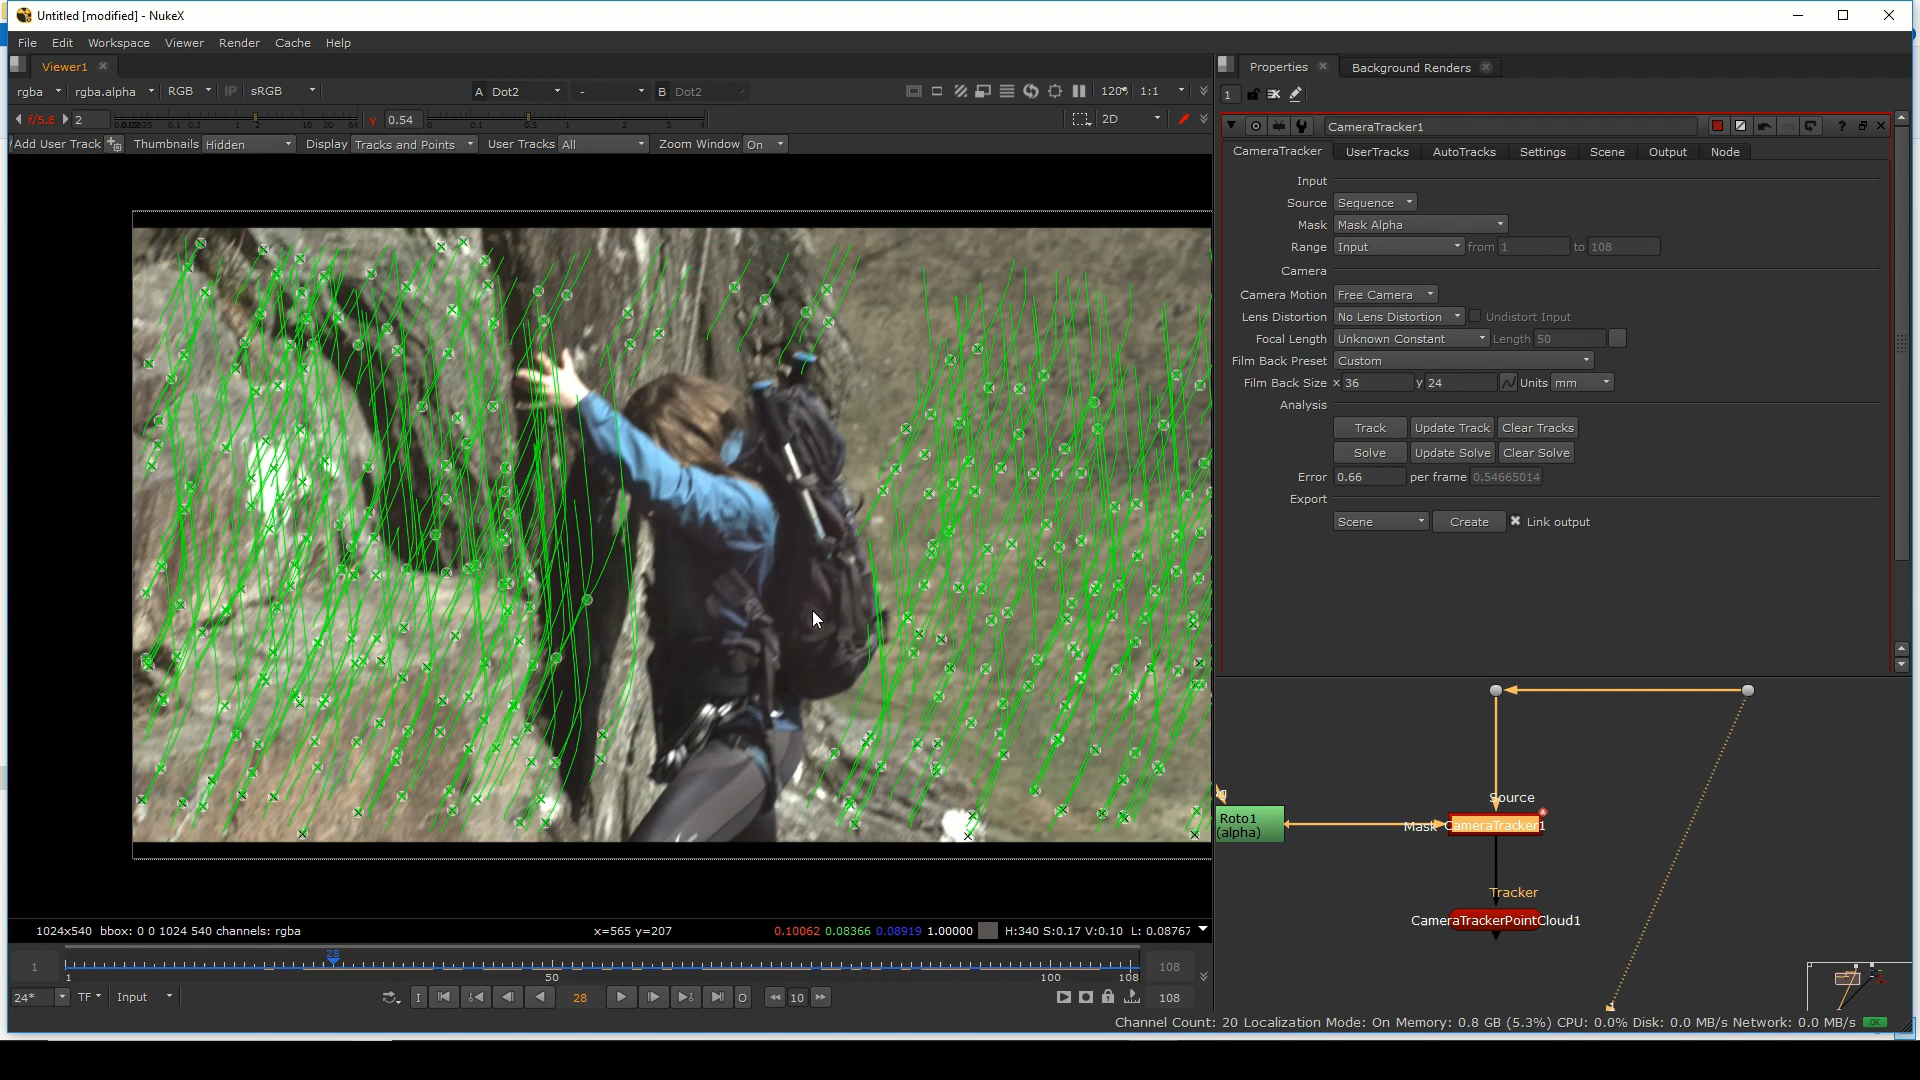 Untitled [modified] - NukeX
File Edit Workspace Viewer Render Cache Help
Viewer1
rgba rgba.alpha RGB IP sRGB A Dot2 - B Dot2 1:1
f/5.6 2 Y 0.54 2D
Add User Track Thumbnails Hidden Display Tracks and Points User Tracks All Zoom Window On
1024x540 bbox: 0 0 1024 540 channels: rgba x=565 y=207 0.10062 0.08366 0.08919 1.00000 H:340 S:0.17 V:0.10 L: 0.08767
28
1 1 50 100 108 108
24* TF Input I 28 O 10 108
Properties Background Renders
1
CameraTracker1 ?
CameraTracker UserTracks AutoTracks Settings Scene Output Node
Input
Source Sequence
Mask Mask Alpha
Range Input from 1 to 108
Camera
Camera Motion Free Camera
Lens Distortion No Lens Distortion Undistort Input
Focal Length Unknown Constant Length 50
Film Back Preset Custom
Film Back Size x 36 y 24 Units mm
Analysis
Track Update Track Clear Tracks
Solve Update Solve Clear Solve
Error 0.66 per frame 0.54665014
Export
Scene Create Link output
Source
Roto1
(alpha)
Mask CameraTracker1
Tracker
CameraTrackerPointCloud1
Channel Count: 20 Localization Mode: On Memory: 0.8 GB (5.3%) CPU: 0.0% Disk: 0.0 MB/s Network: 0.0 MB/s OK